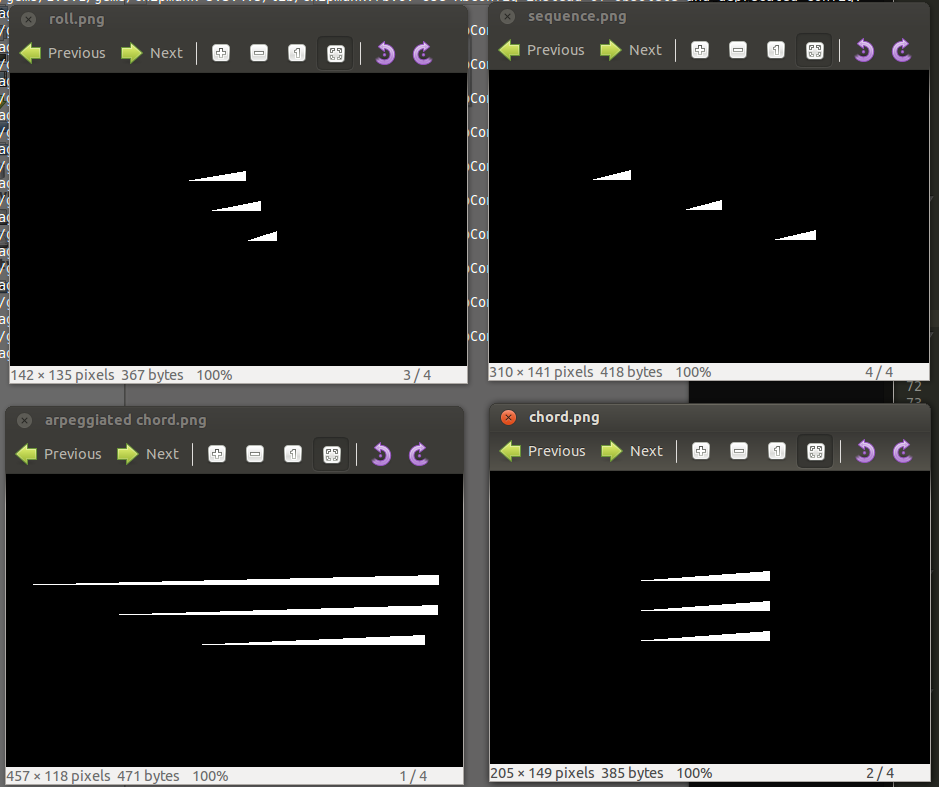 roll.png
Previous Next
142 × 135 pixels 367 bytes 100% 3 / 4
sequence.png
Previous Next
310 × 141 pixels 418 bytes 100% 4 / 4
72
73
arpeggiated chord.png
Previous Next
457 × 118 pixels 471 bytes 100% 1 / 4
chord.png
Previous Next
205 × 149 pixels 385 bytes 100% 2 / 4